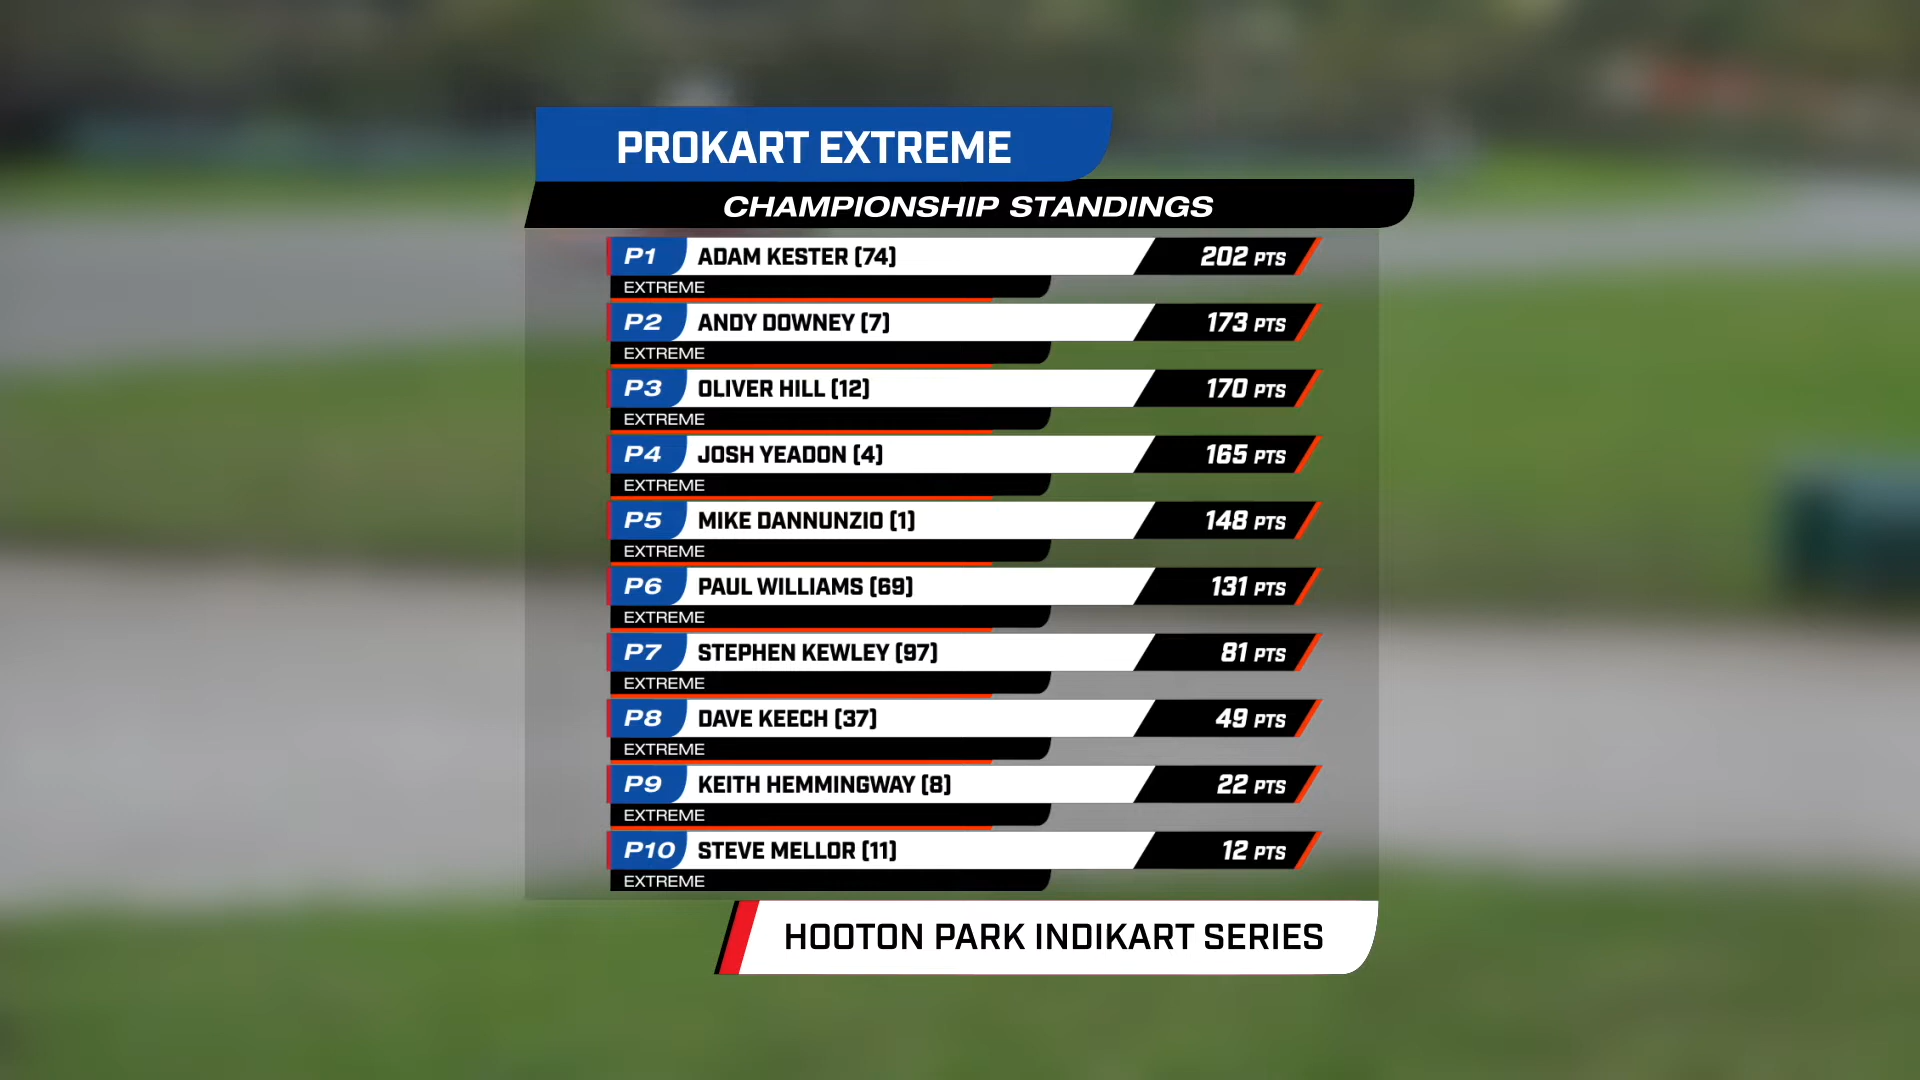 PROKART EXTREME
CHAMPIONSHIP STANDINGS
P1 ADAM KESTER (74) 202 PTS
EXTREME
P2 ANDY DOWNEY (7) 173 PTS
EXTREME
P3 OLIVER HILL (12) 170 PTS
EXTREME
P4 JOSH YEADON (4) 165 PTS
EXTREME
P5 MIKE DANNUNZIO (1) 148 PTS
EXTREME
P6 PAUL WILLIAMS (69) 131 PTS
EXTREME
P7 STEPHEN KEWLEY (97) 81 PTS
EXTREME
P8 DAVE KEECH (37) 49 PTS
EXTREME
P9 KEITH HEMMINGWAY (8) 22 PTS
EXTREME
P10 STEVE MELLOR (11) 12 PTS
EXTREME
HOOTON PARK INDIKART SERIES